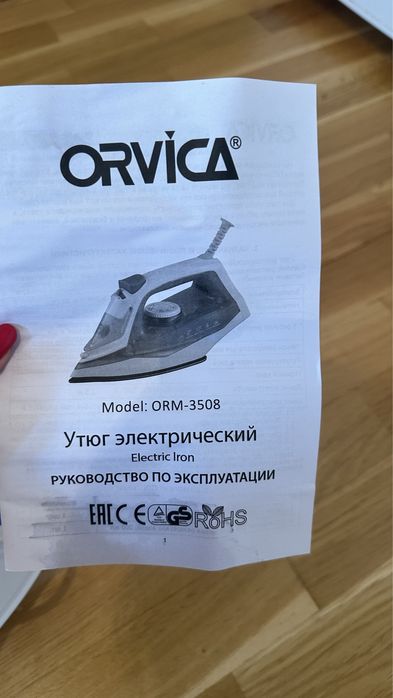 ORVICA®
Model: ORM-3508
Утюг электрический
Electric Iron
РУКОВОДСТВО ПО ЭКСПЛУАТАЦИИ
EAC CE GS RoHS
1